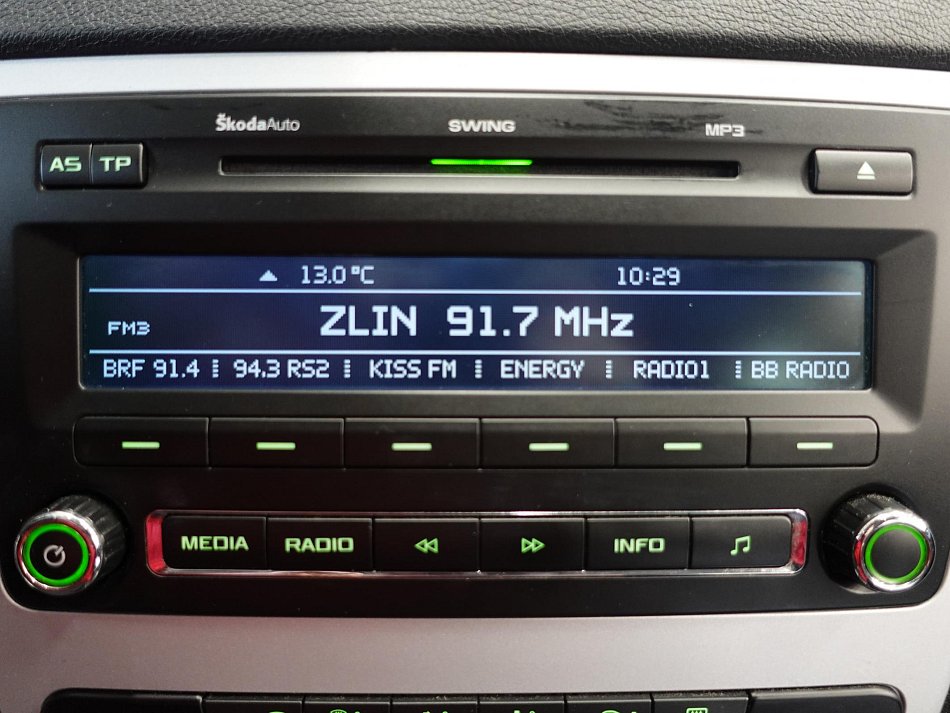 ŠkodaAuto SWING MP3
AS TP
13.0°C 10:29
FM3 ZLIN 91.7 MHz
BRF 91.4 94.3 RS2 KISS FM ENERGY RADIO1 BB RADIO
MEDIA RADIO INFO